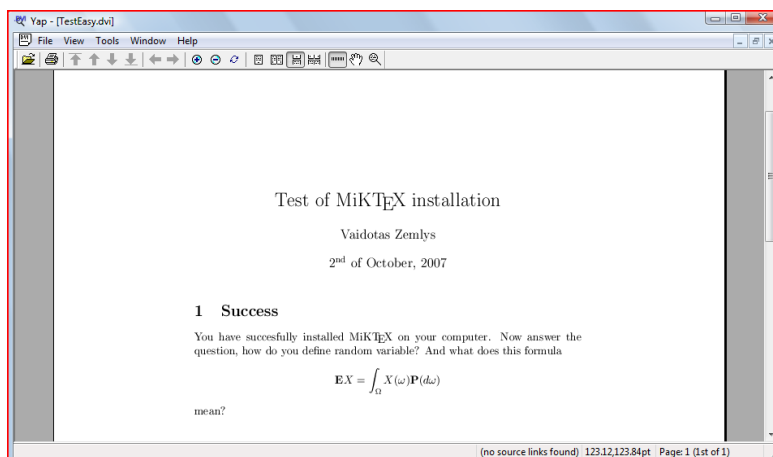 Yap - [TestEasy.dvi]
File View Tools Window Help
Test of MiKTEX installation
Vaidotas Zemlys
2nd of October, 2007
1 Success
You have succesfully installed MiKTEX on your computer. Now answer the
question, how do you define random variable? And what does this formula
EX = ∫Ω X(ω)P(dω)
mean?
(no source links found) 123.12,123.84pt Page: 1 (1st of 1)